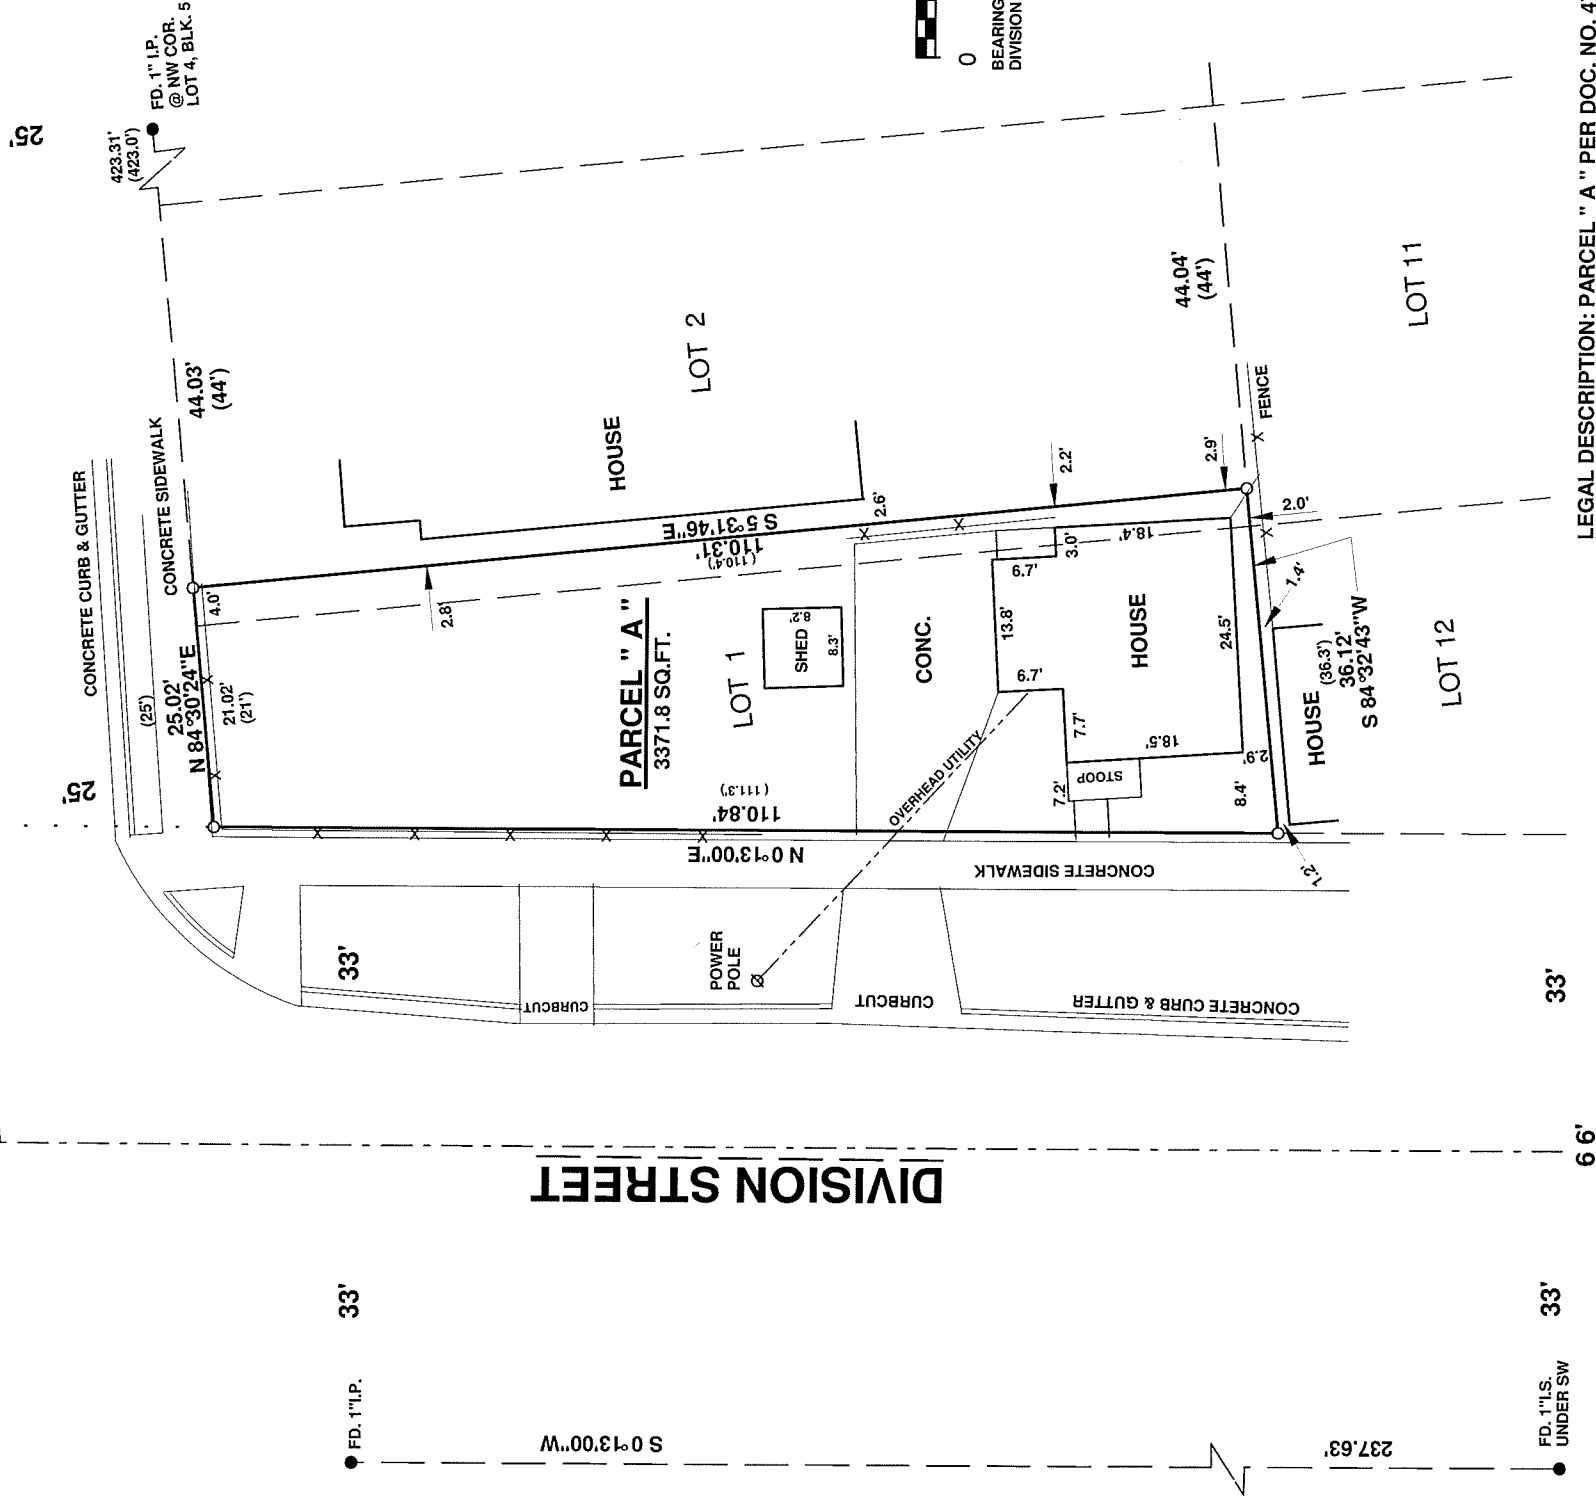 25'
423.31'
(423.0')
FD. 1" I.P.
@ NW COR.
LOT 4, BLK. 5
0
BEARING
DIVISION
CONCRETE CURB & GUTTER
CONCRETE SIDEWALK
44.03'
(44')
25'
(25')
25.02'
N 84°30'24"E
21.02'
(21')
4.0'
2.8'
HOUSE
LOT 2
S 5°31'46"E
110.31'
(110.4')
2.6'
2.2'
2.9'
44.04'
(44')
FENCE
LOT 11
PARCEL " A "
3371.8 SQ.FT.
LOT 1
SHED
8.2'
8.3'
CONC.
6.7'
3.0'
18.4'
13.8'
6.7'
HOUSE
24.5'
7.7'
18.5'
7.2'
STOOP
8.4'
2.9'
2.0'
1.4'
HOUSE
(36.3')
36.12'
S 84°32'43"W
LOT 12
(111.3')
110.84'
N 0°13'00"E
OVERHEAD UTILITY
CONCRETE SIDEWALK
1.2'
33'
POWER
POLE
CURBCUT
CURBCUT
CONCRETE CURB & GUTTER
33'
DIVISION STREET
66'
33'
33'
FD. 1"I.P.
S 0°13'00"W
237.63'
FD. 1"I.S.
UNDER SW
LEGAL DESCRIPTION: PARCEL " A " PER DOC. NO. 4